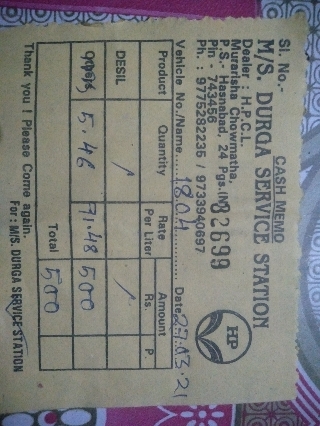 Sl. No.- CASH MEMO
M/S. DURGA SERVICE STATION
Dealer : H.P.C.L.
Murarisha Chowmatha,
P.S.- Hasnabad, 24 Pgs.(N)
Pin - 743456
Ph. : 9775282235 / 9733940697
82699
HP
Vehicle No./Name 1804 Date 27.03.21
Product Quantity Rate Per Liter Amount Rs. P.
DESIL
5.46 91.48 500
Total 500
Thank you ! Please Come again.
For : M/S. DURGA SERVICE STATION